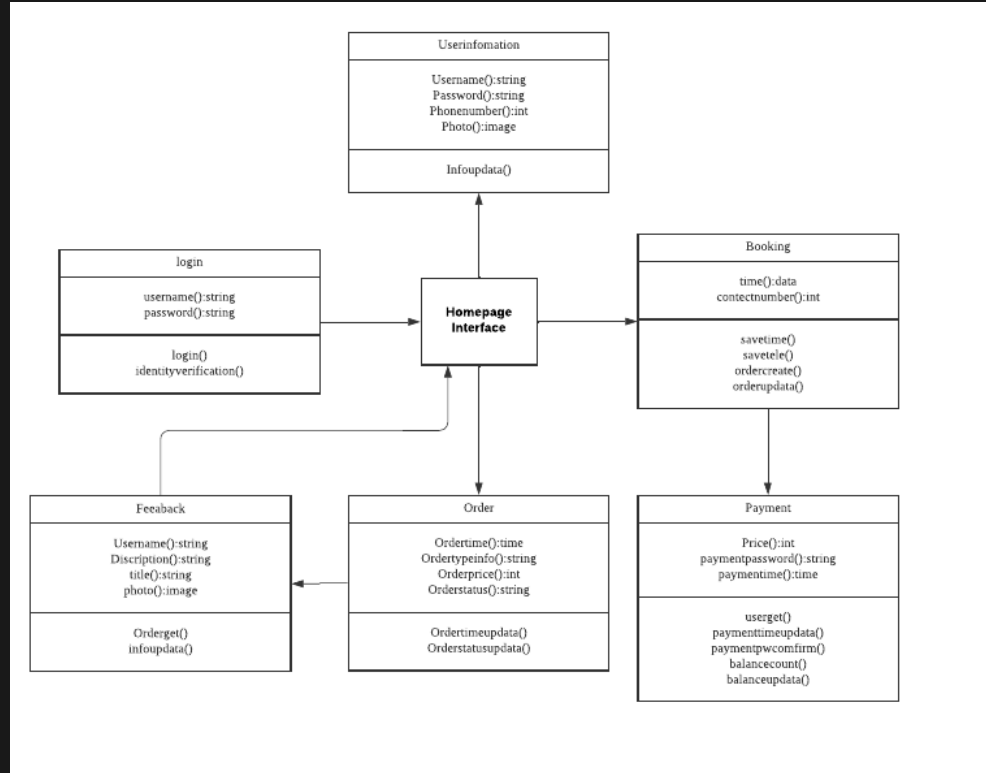 Userinfomation
Username():string
Password():string
Phonenumber():int
Photo():image
Infoupdata()
login
username():string
password():string
login()
identityverification()
Homepage
Interface
Booking
time():data
contectnumber():int
savetime()
savetele()
ordercreate()
orderupdata()
Feeaback
Username():string
Discription():string
title():string
photo():image
Orderget()
infoupdata()
Order
Ordertime():time
Ordertypeinfo():string
Orderprice():int
Orderstatus():string
Ordertimeupdata()
Orderstatusupdata()
Payment
Price():int
paymentpassword():string
paymentime():time
userget()
paymenttimeupdata()
paymentpwcomfirm()
balancecount()
balanceupdata()